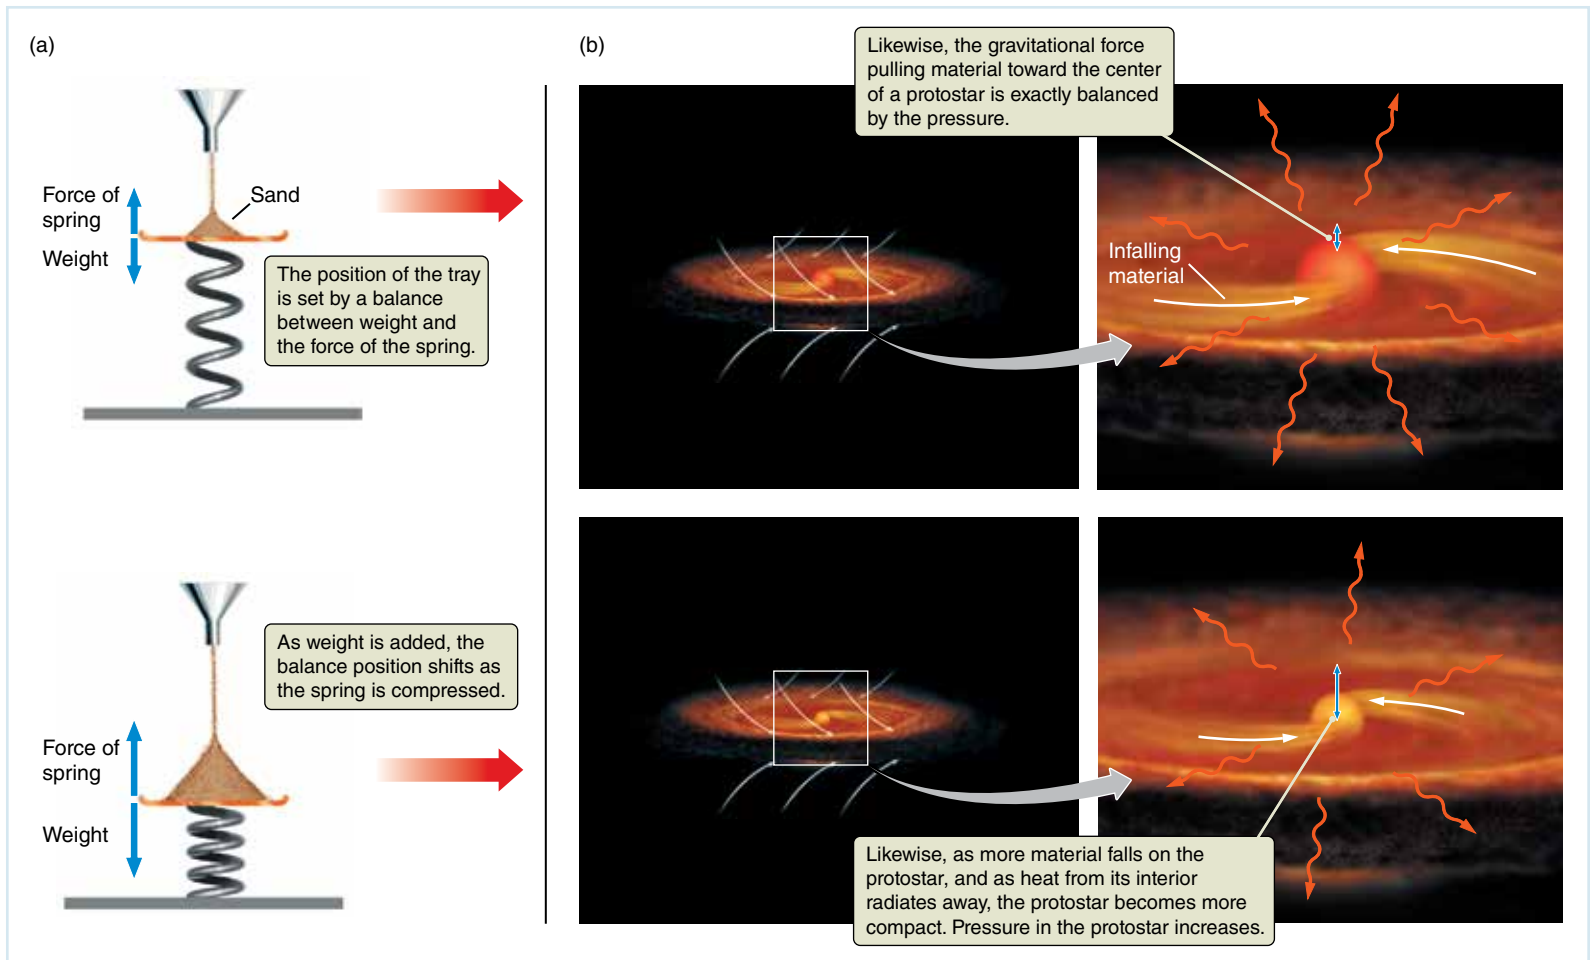 (a)
Force of
spring
Weight
Sand
The position of the tray
is set by a balance
between weight and
the force of the spring.
As weight is added, the
balance position shifts as
the spring is compressed.
Force of
spring
Weight
(b)
Likewise, the gravitational force
pulling material toward the center
of a protostar is exactly balanced
by the pressure.
Infalling
material
Likewise, as more material falls on the
protostar, and as heat from its interior
radiates away, the protostar becomes more
compact. Pressure in the protostar increases.